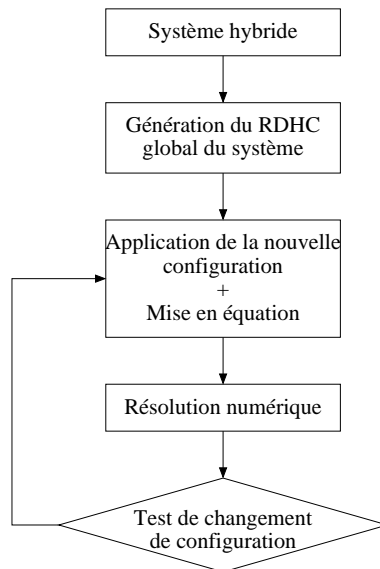 Système hybride
Génération du RDHC
global du système
Application de la nouvelle
configuration
+
Mise en équation
Résolution numérique
Test de changement
de configuration